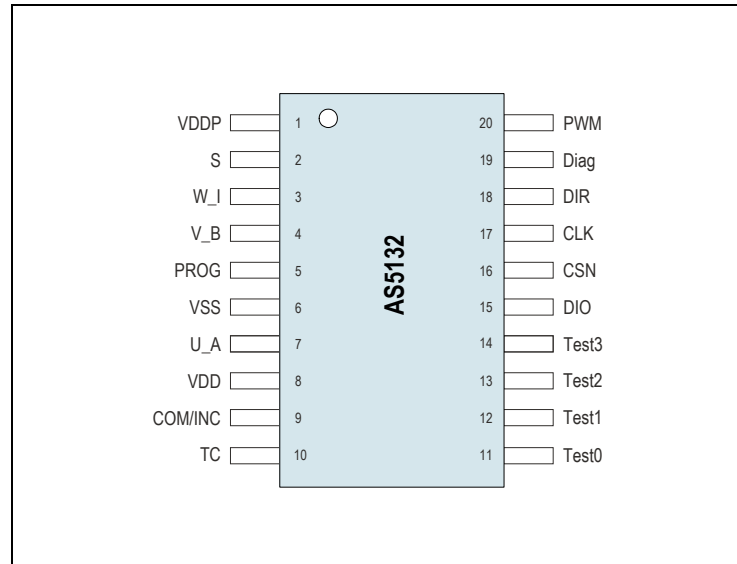 VDDP 1 20 PWM
S 2 19 Diag
W_I 3 18 DIR
V_B 4 17 CLK
PROG 5 16 CSN
VSS 6 15 DIO
U_A 7 14 Test3
VDD 8 13 Test2
COM/INC 9 12 Test1
TC 10 11 Test0
AS5132